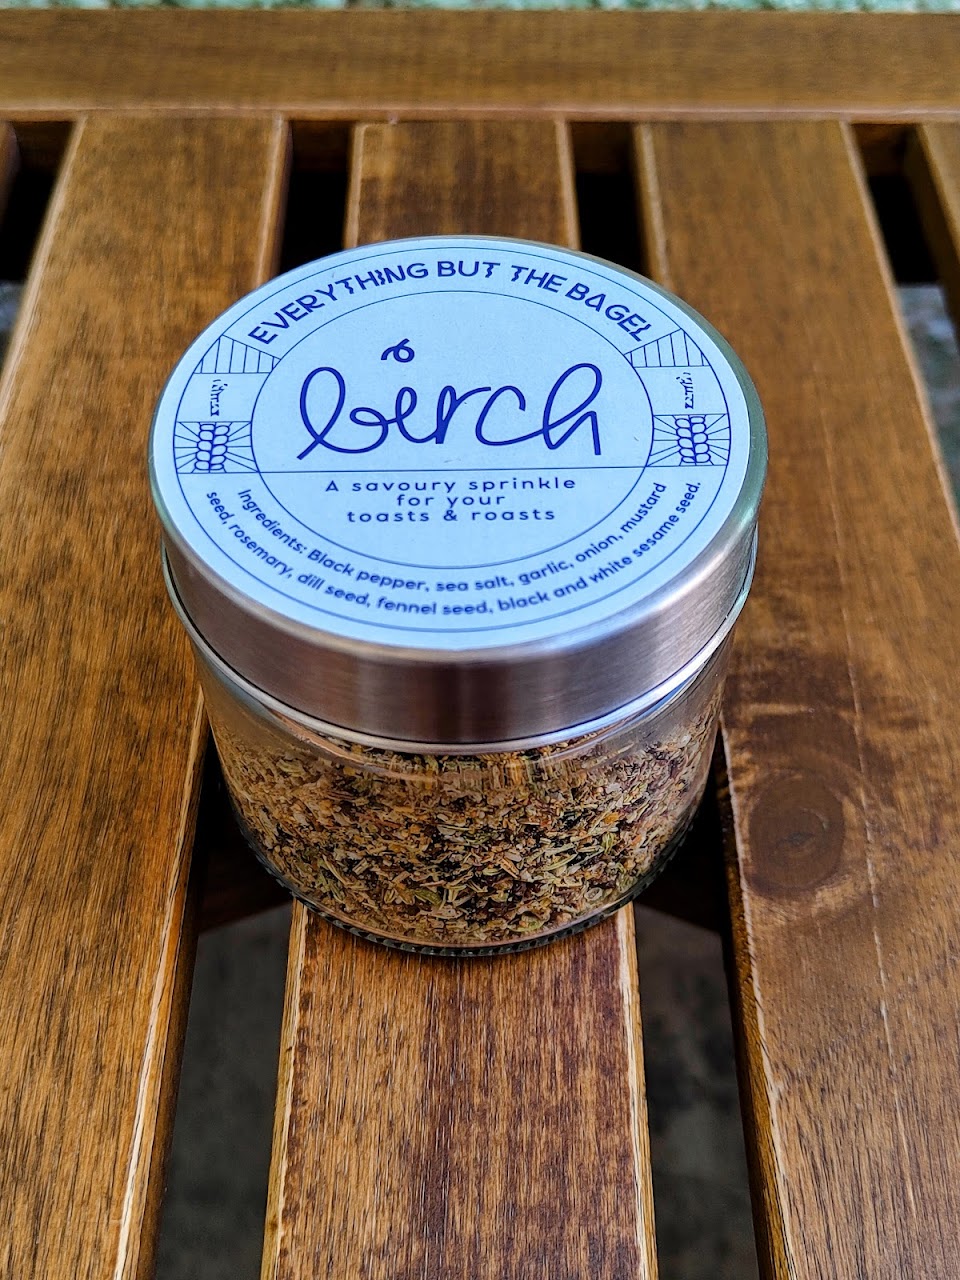 EVERYTHING BUT THE BAGEL
birch
A savoury sprinkle
for your
toasts & roasts
Ingredients: Black pepper, sea salt, garlic, onion, mustard
seed, rosemary, dill seed, fennel seed, black and white sesame seed.